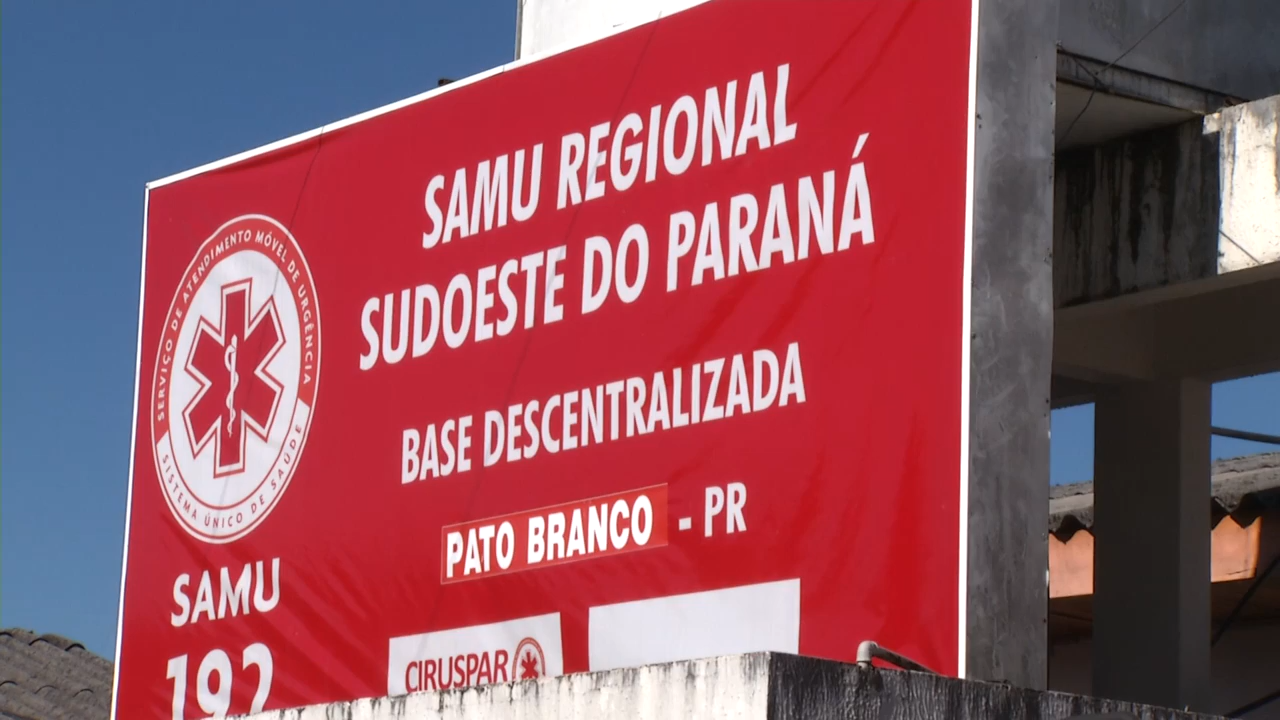 SAMU REGIONAL
SUDOESTE DO PARANÁ
BASE DESCENTRALIZADA
PATO BRANCO - PR
SERVIÇO DE ATENDIMENTO MÓVEL DE URGÊNCIA
SISTEMA ÚNICO DE SAÚDE
SAMU
192
CIRUSPAR